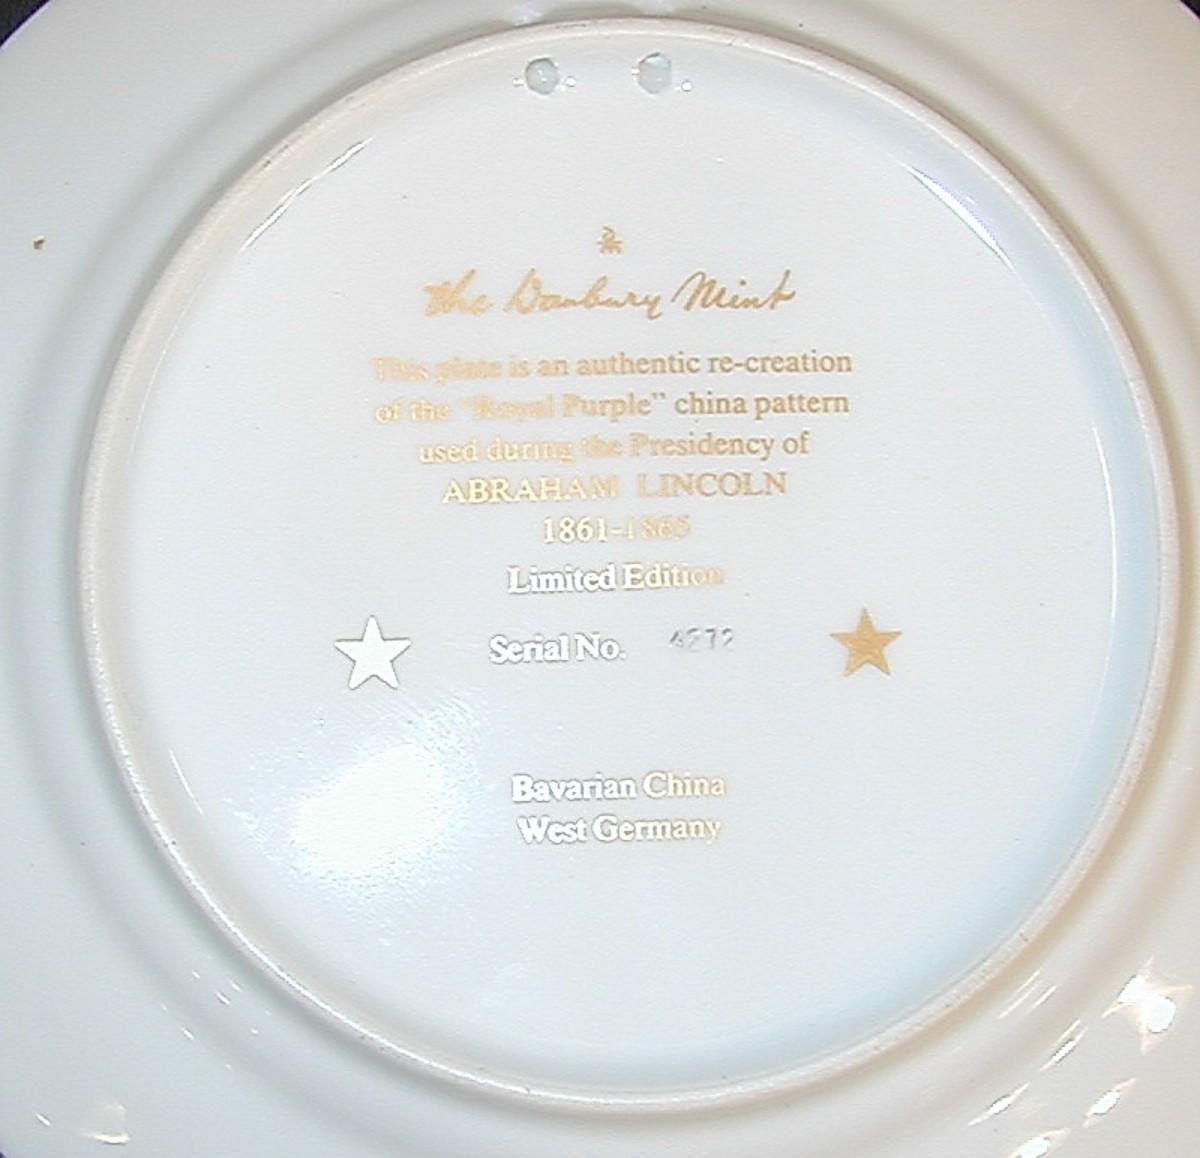 the Danbury Mint
This plate is an authentic re-creation
of the "Royal Purple" china pattern
used during the Presidency of
ABRAHAM LINCOLN
1861-1865
Limited Edition
Serial No. 4272
Bavarian China
West Germany